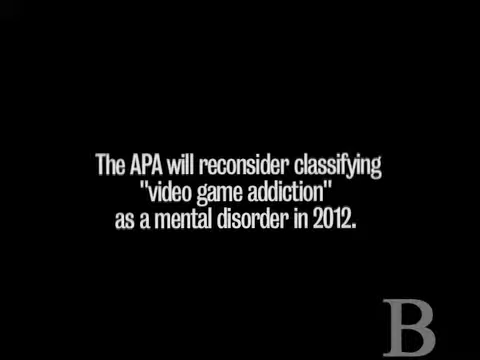 The APA will reconsider classifying
"video game addiction"
as a mental disorder in 2012.
B